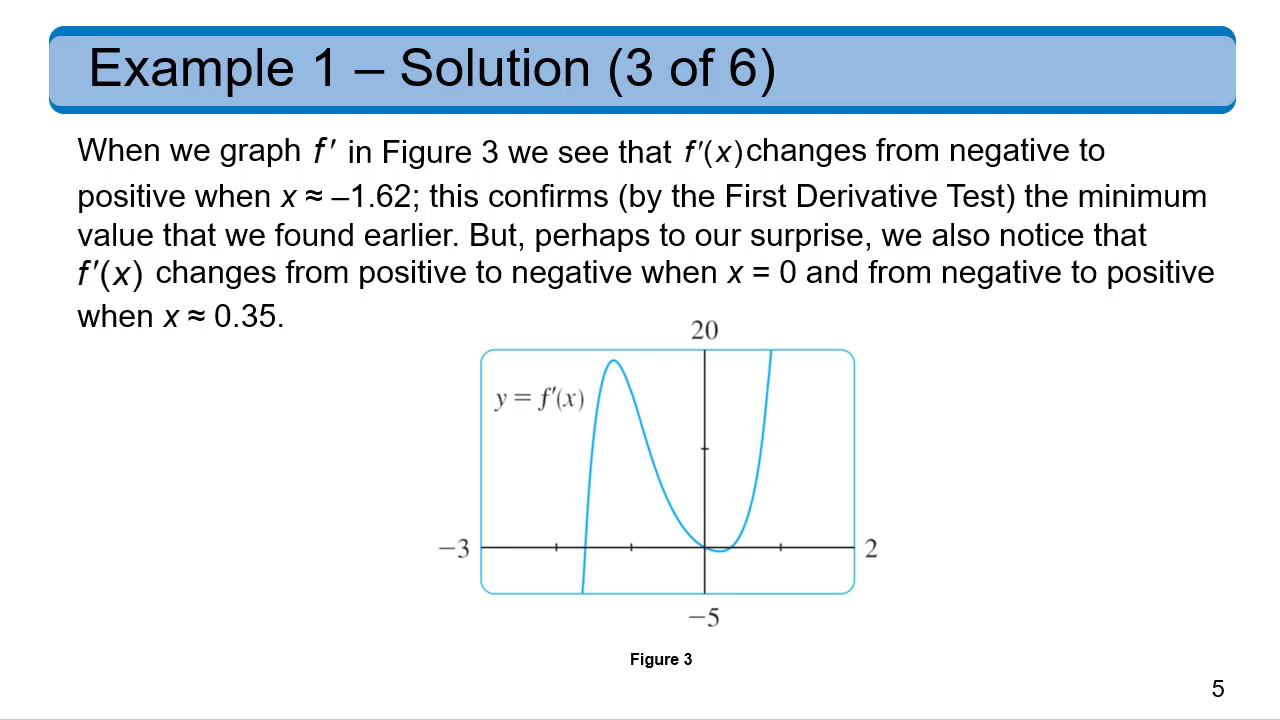 Example 1 – Solution (3 of 6)
When we graph f′ in Figure 3 we see that f′(x) changes from negative to
positive when x ≈ –1.62; this confirms (by the First Derivative Test) the minimum
value that we found earlier. But, perhaps to our surprise, we also notice that
f′(x) changes from positive to negative when x = 0 and from negative to positive
when x ≈ 0.35.
20
y = f′(x)
−3
2
−5
Figure 3
5